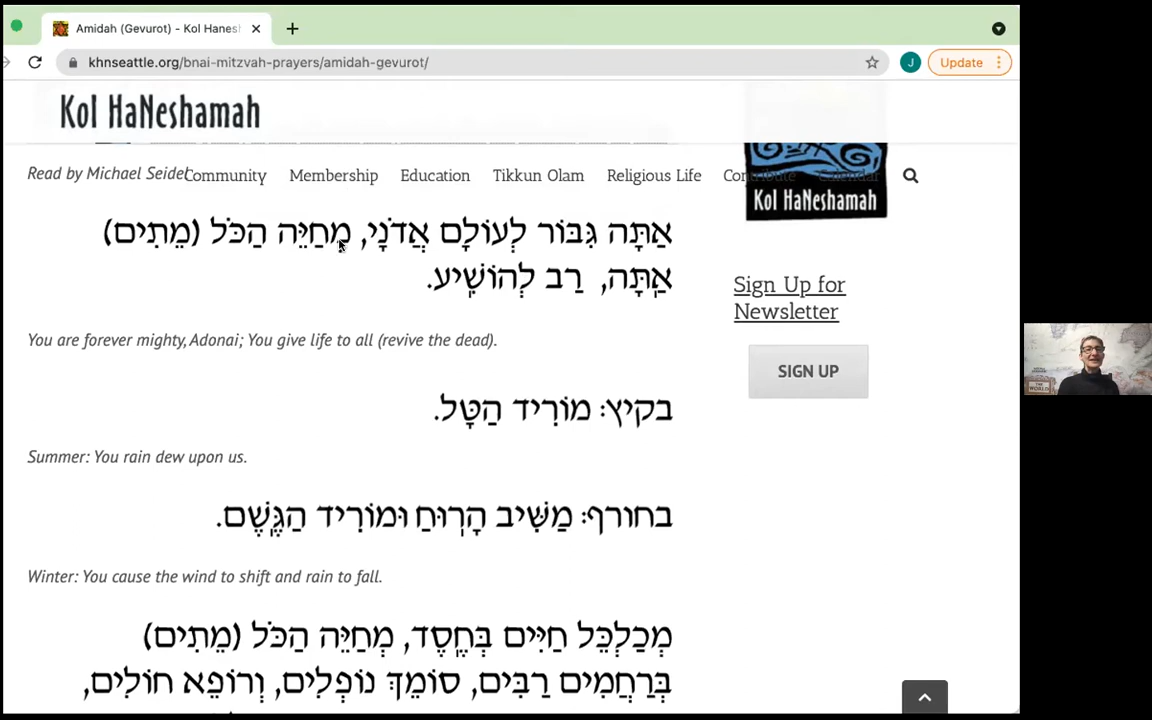 Amidah (Gevurot) - Kol Hanes
khnseattle.org/bnai-mitzvah-prayers/amidah-gevurot/
J
Update
Kol HaNeshamah
Read by Michael Seidel
Community Membership Education Tikkun Olam Religious Life Contribute Calendar
Kol HaNeshamah
אַתָּה גִּבּוֹר לְעוֹלָם אֲדֹנָי, מְחַיֵּה הַכֹּל (מֵתִים)
אַתָּה, רַב לְהוֹשִׁיעַ.
You are forever mighty, Adonai; You give life to all (revive the dead).
בקיץ: מוֹרִיד הַטָּל.
Summer: You rain dew upon us.
בחורף: מַשִּׁיב הָרֽוּחַ וּמוֹרִיד הַגֶּֽשֶׁם.
Winter: You cause the wind to shift and rain to fall.
מְכַלְכֵּל חַיִּים בְּחֶֽסֶד, מְחַיֵּה הַכֹּל (מֵתִים)
בְּרַחֲמִים רַבִּים, סוֹמֵךְ נוֹפְלִים, וְרוֹפֵא חוֹלִים,
Sign Up for
Newsletter
SIGN UP
THE WORLD